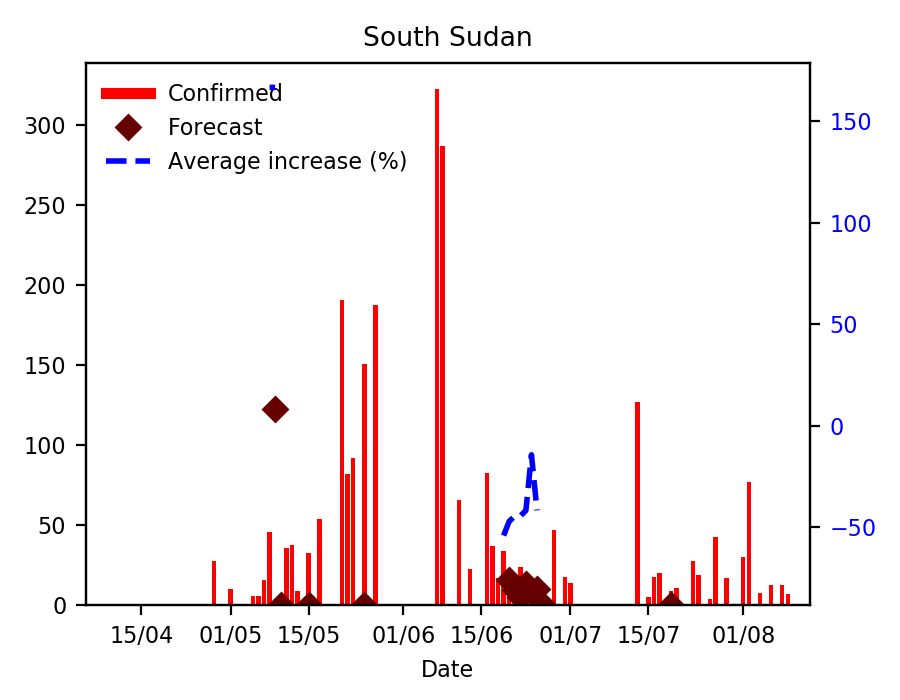 South Sudan
Confirmed
Forecast
Average increase (%)
300
250
200
150
100
50
0
150
100
50
0
−50
15/04 01/05 15/05 01/06 15/06 01/07 15/07 01/08
Date